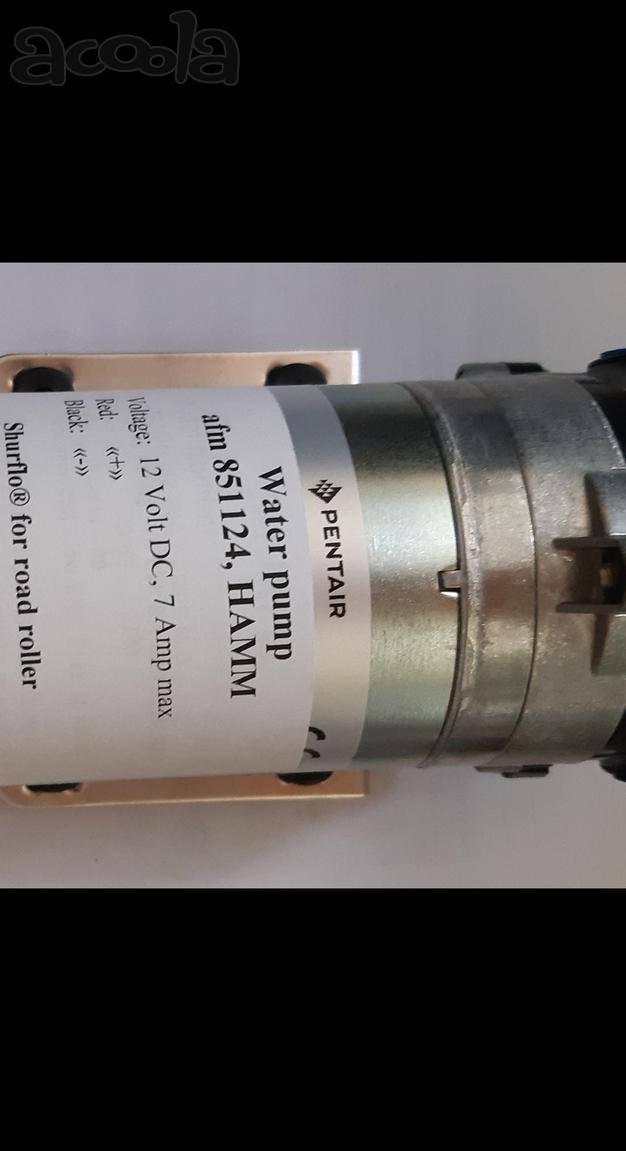 acoola
PENTAIR
Water pump
afm 851124, HAMM
Voltage: 12 Volt DC, 7 Amp max
Red: «+»
Black: «-»
Shurflo® for road roller